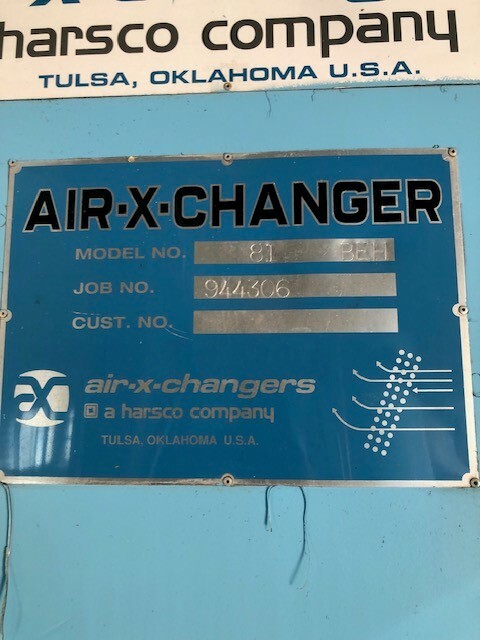 harsco company
TULSA, OKLAHOMA U.S.A.
AIR-X-CHANGER
MODEL NO. 81 BEH
JOB NO. 944306
CUST. NO.
ax
air-x-changers
a harsco company
TULSA, OKLAHOMA U.S.A.